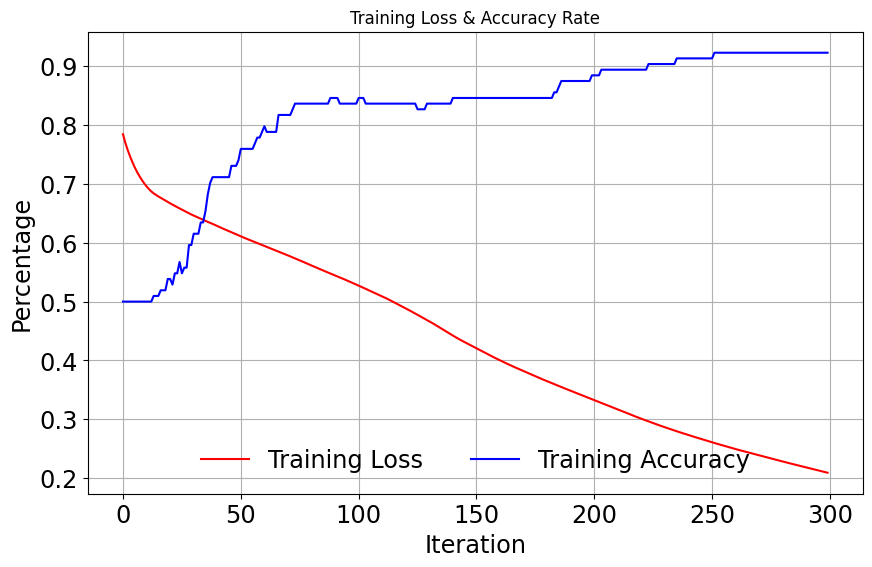 Training Loss & Accuracy Rate
0.9
0.8
0.7
0.6
0.5
0.4
0.3
0.2
Percentage
Training Loss Training Accuracy
0 50 100 150 200 250 300
Iteration